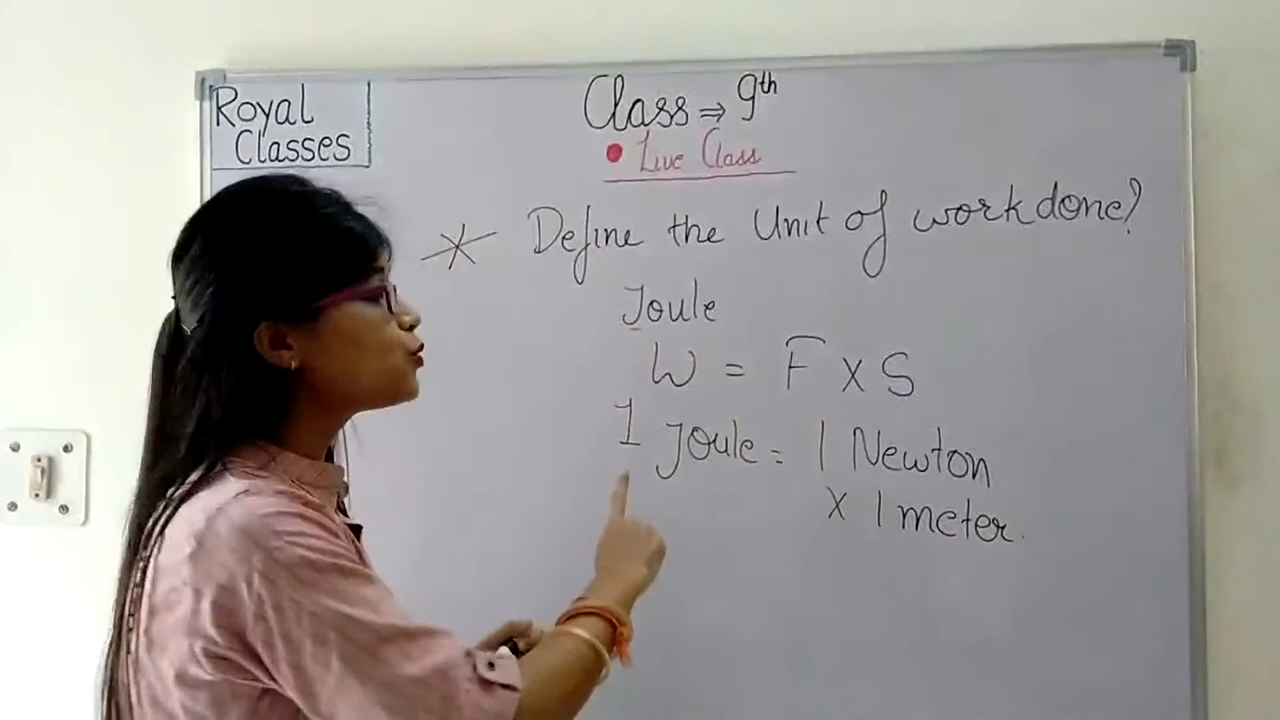 Royal
Classes
Class ⇒ 9th
• Live Class
* Define the Unit of workdone?
Joule
W = F x S
1 Joule = 1 Newton
x 1 meter.